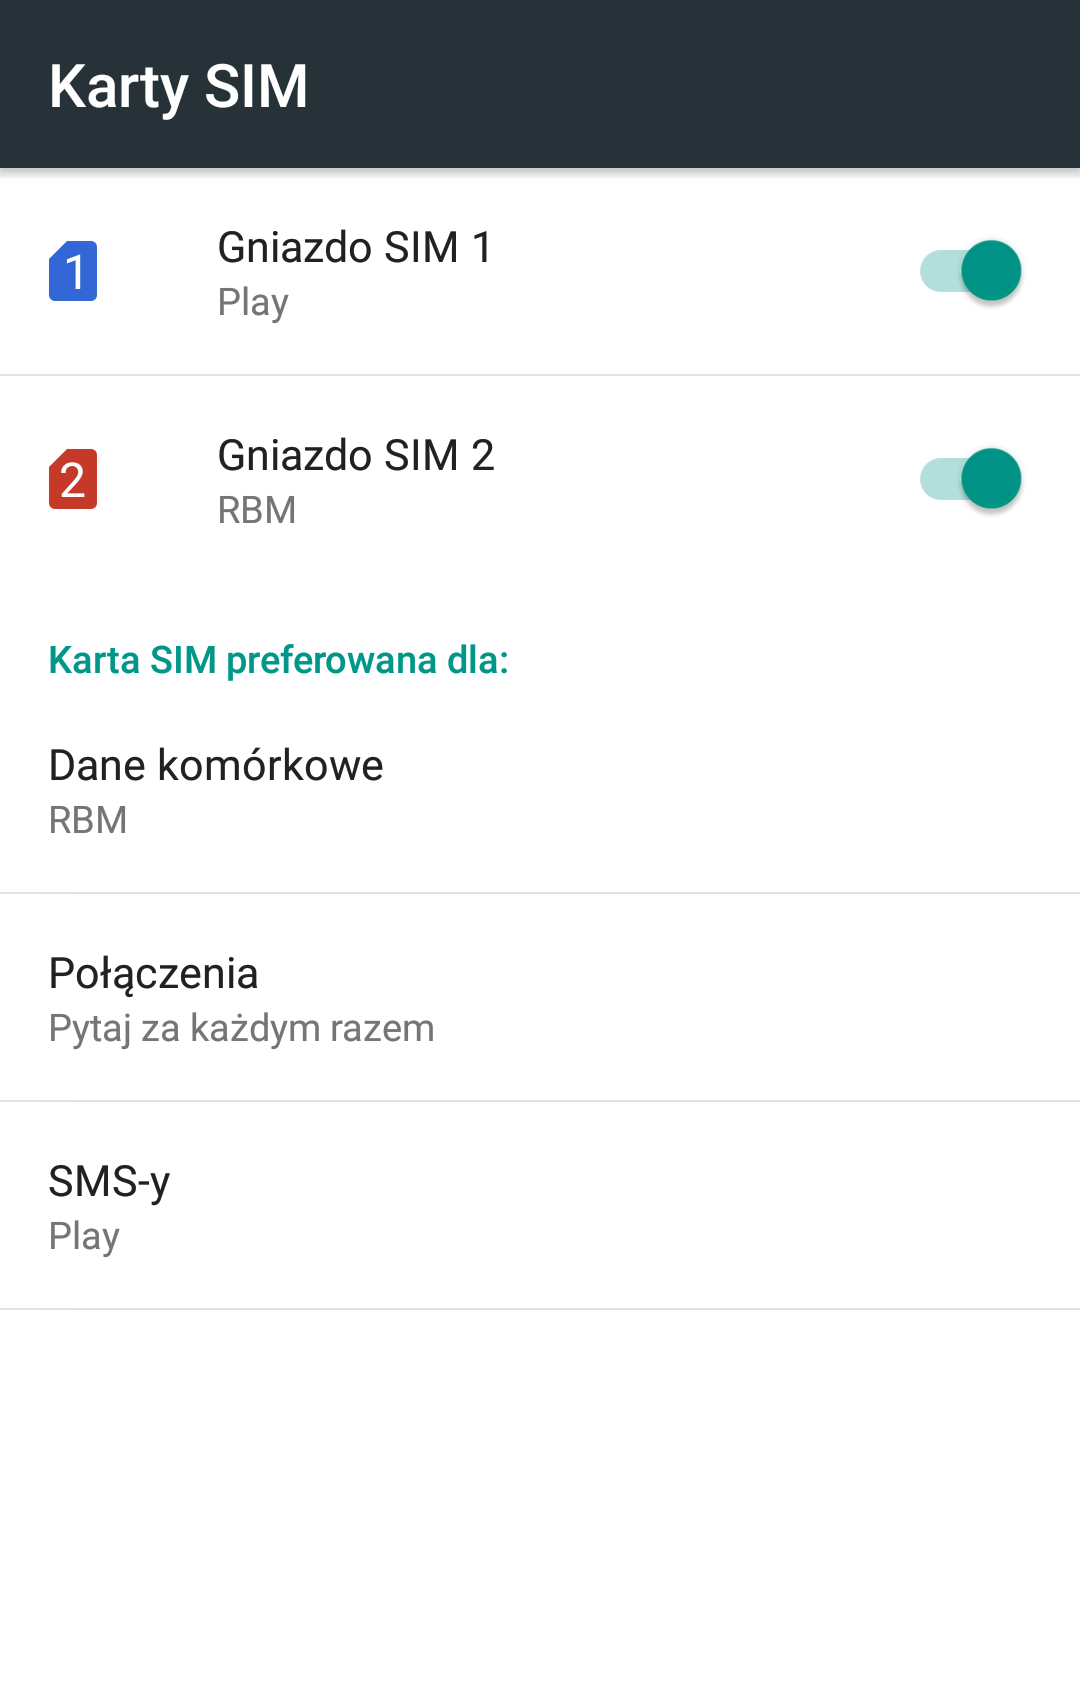 Karty SIM
1
Gniazdo SIM 1
Play
2
Gniazdo SIM 2
RBM
Karta SIM preferowana dla:
Dane komórkowe
RBM
Połączenia
Pytaj za każdym razem
SMS-y
Play